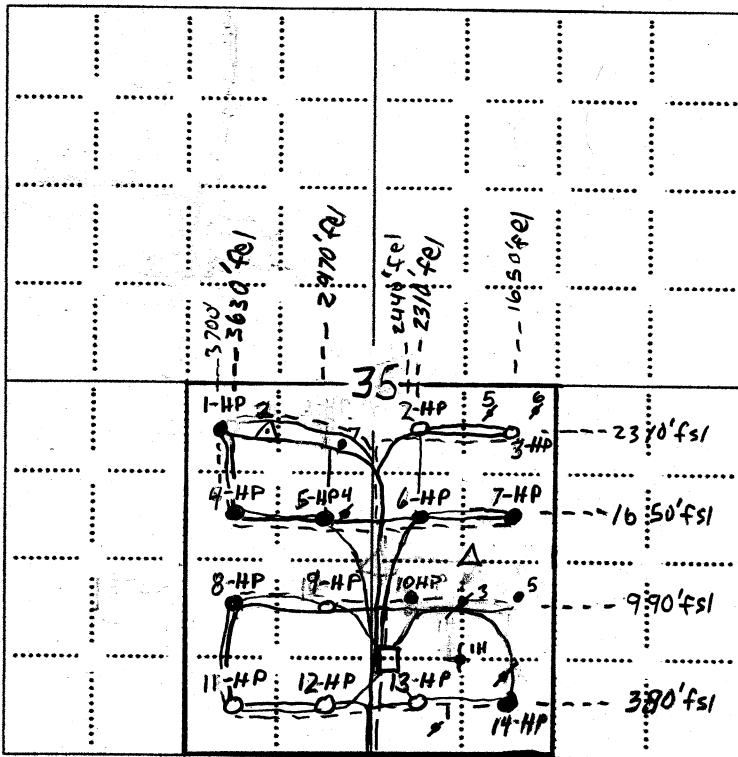 3700' 3630'fel 2970'fel 2440'fel 2310'fel 1650'fel
35
1-HP 2 7 2-HP 5 6
3-HP 2310'fsl
4-HP 5-HP 4 6-HP 7-HP 1650'fsl
8-HP 9-HP 10HP 3 5 990'fsl
1H
11-HP 12-HP 13-HP 1 14-HP